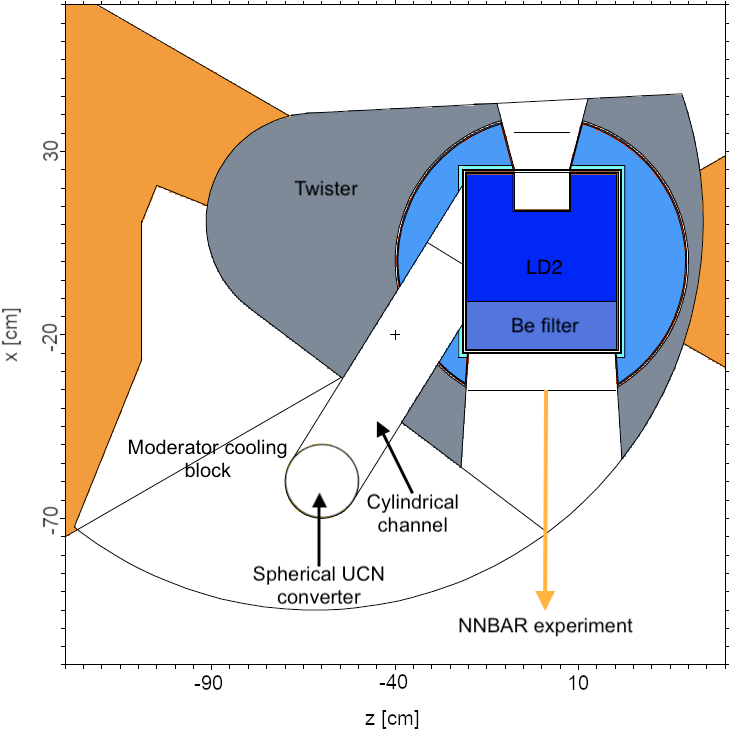 30
Twister
LD2
Be filter
x [cm]
-20
Moderator cooling
block
-70
Cylindrical
channel
Spherical UCN
converter
NNBAR experiment
-90
-40
10
z [cm]